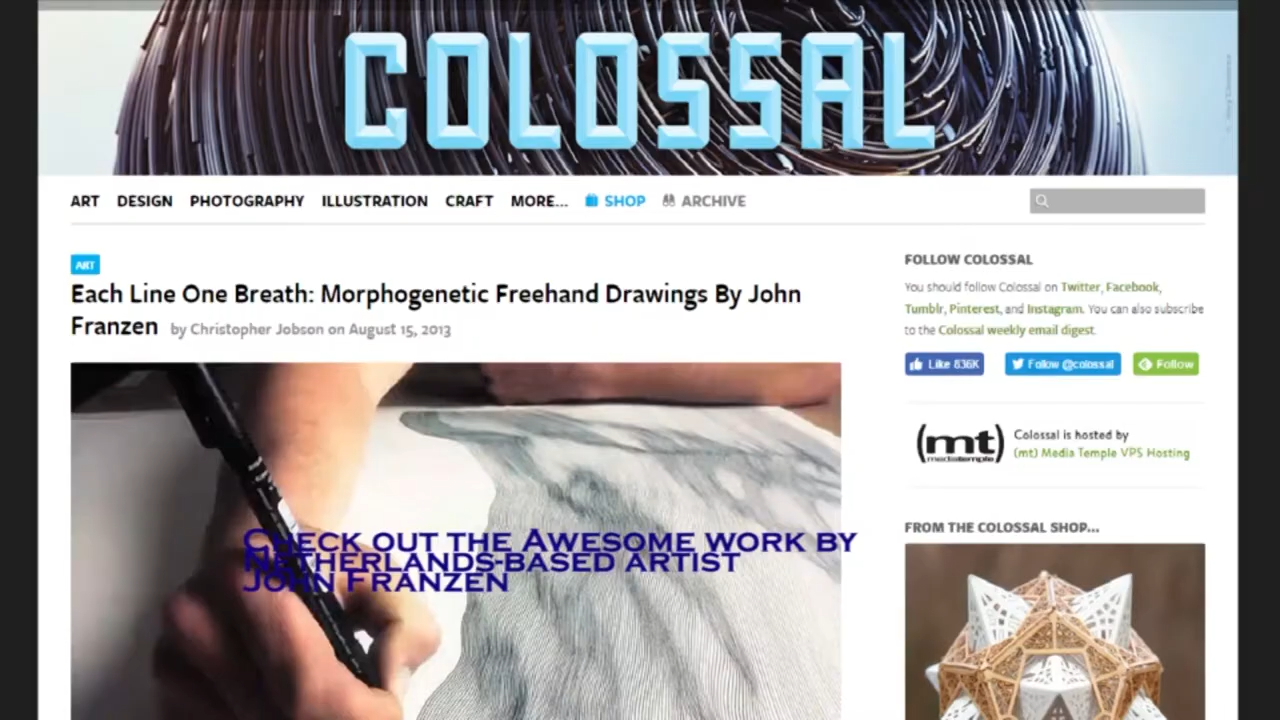 COLOSSAL
ART DESIGN PHOTOGRAPHY ILLUSTRATION CRAFT MORE... SHOP ARCHIVE
ART
Each Line One Breath: Morphogenetic Freehand Drawings By John
Franzen by Christopher Jobson on August 15, 2013
CHECK OUT THE AWESOME WORK BY
NETHERLANDS-BASED ARTIST
JOHN FRANZEN
FOLLOW COLOSSAL
You should follow Colossal on Twitter, Facebook,
Tumblr, Pinterest, and Instagram. You can also subscribe
to the Colossal weekly email digest.
Like 836K
Follow @colossal
Follow
(mt)
mediatemple
Colossal is hosted by
(mt) Media Temple VPS Hosting
FROM THE COLOSSAL SHOP...